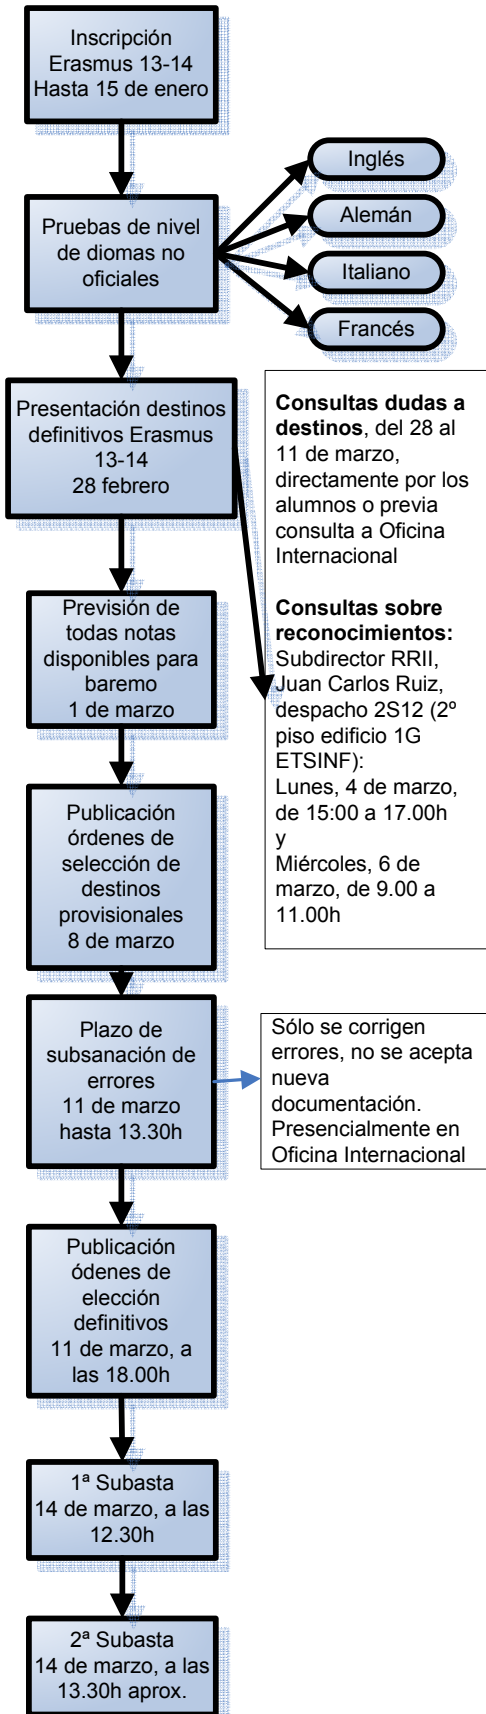 Inscripción
Erasmus 13-14
Hasta 15 de enero
Pruebas de nivel
de diomas no
oficiales
Inglés
Alemán
Italiano
Francés
Presentación destinos
definitivos Erasmus
13-14
28 febrero
Consultas dudas a
destinos, del 28 al
11 de marzo,
directamente por los
alumnos o previa
consulta a Oficina
Internacional
Consultas sobre
reconocimientos:
Subdirector RRII,
Juan Carlos Ruiz,
despacho 2S12 (2º
piso edificio 1G
ETSINF):
Lunes, 4 de marzo,
de 15:00 a 17.00h
y
Miércoles, 6 de
marzo, de 9.00 a
11.00h
Previsión de
todas notas
disponibles para
baremo
1 de marzo
Publicación
órdenes de
selección de
destinos
provisionales
8 de marzo
Plazo de
subsanación de
errores
11 de marzo
hasta 13.30h
Sólo se corrigen
errores, no se acepta
nueva
documentación.
Presencialmente en
Oficina Internacional
Publicación
ódenes de
elección
definitivos
11 de marzo, a
las 18.00h
1ª Subasta
14 de marzo, a las
12.30h
2ª Subasta
14 de marzo, a las
13.30h aprox.